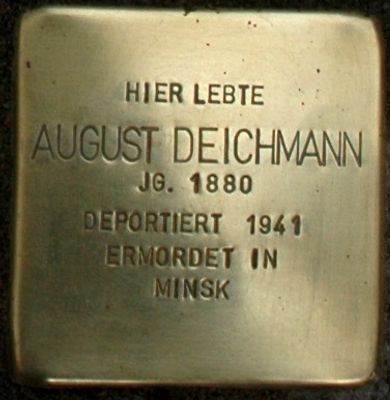 HIER LEBTE
AUGUST DEICHMANN
JG. 1880
DEPORTIERT 1941
ERMORDET IN
MINSK